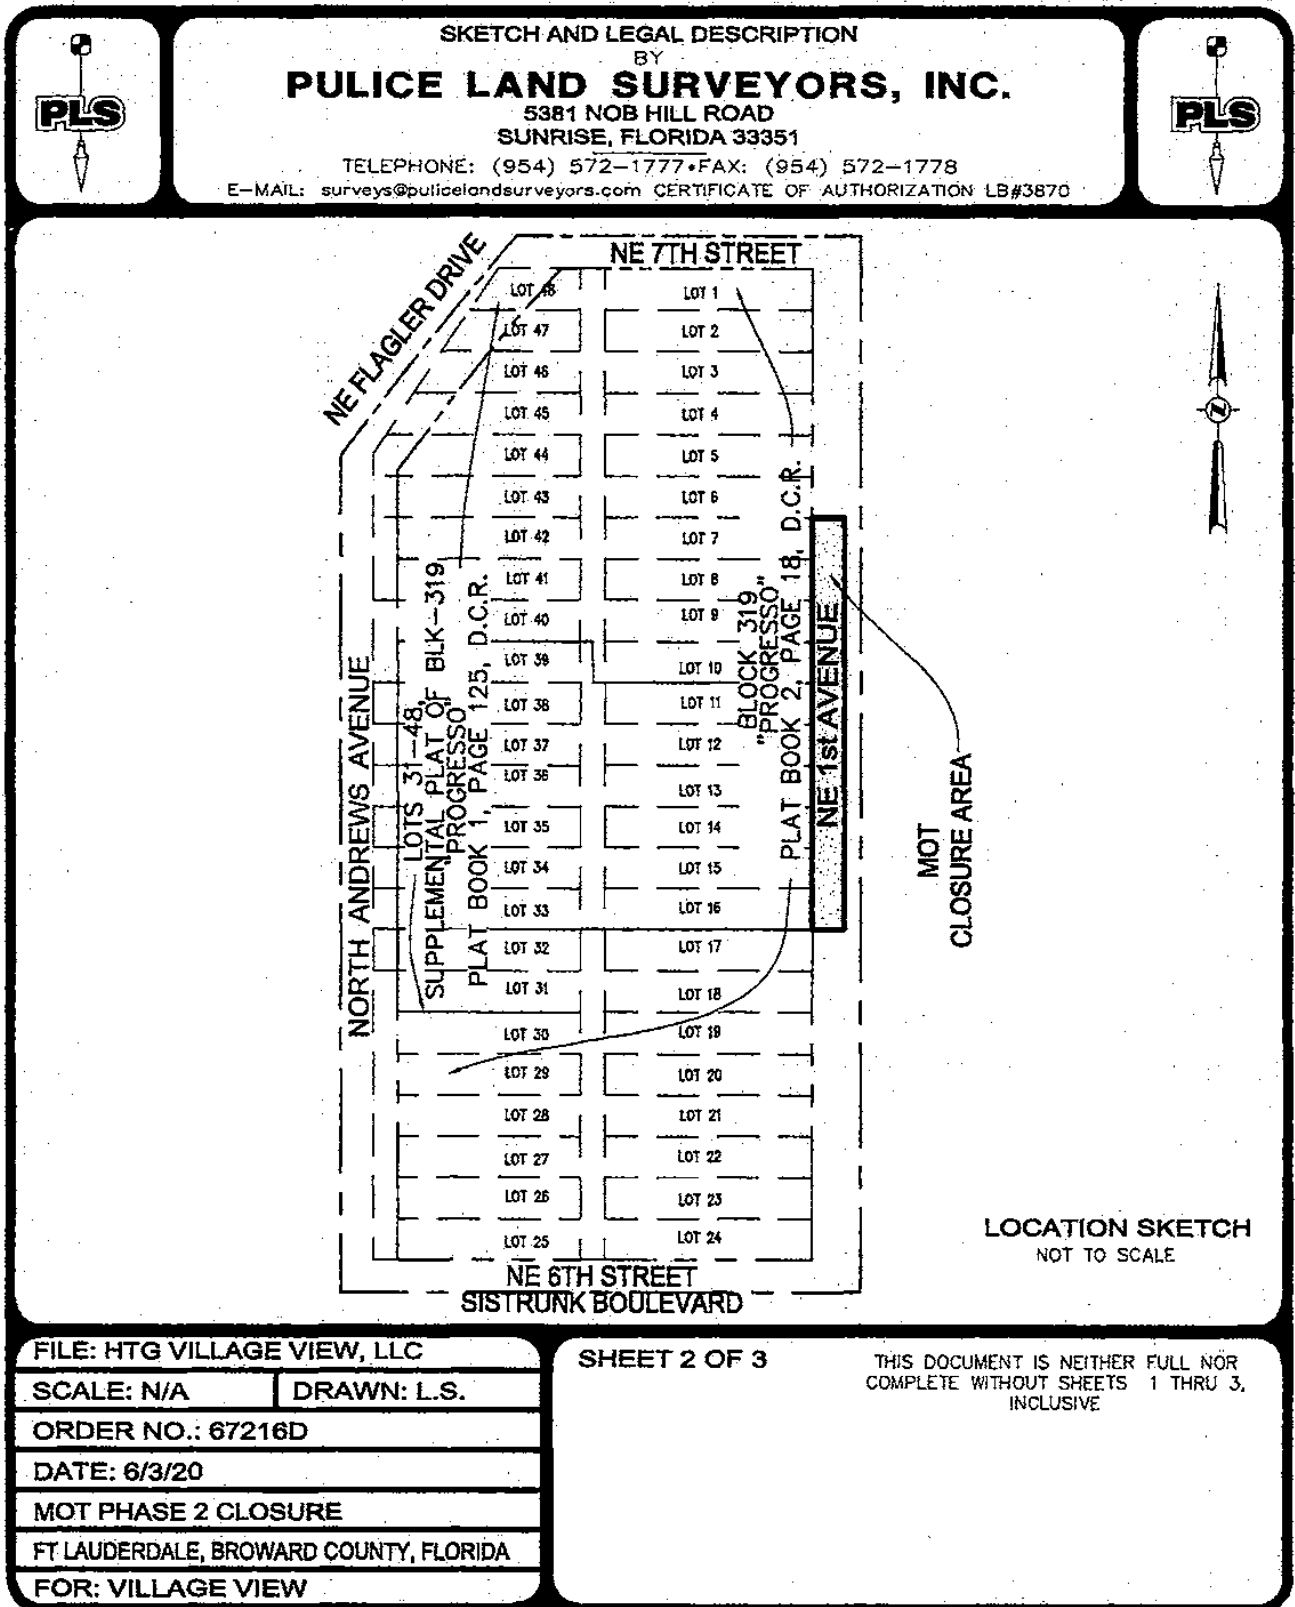 SKETCH AND LEGAL DESCRIPTION
BY
PULICE LAND SURVEYORS, INC.
5381 NOB HILL ROAD
SUNRISE, FLORIDA 33351
TELEPHONE: (954) 572-1777•FAX: (954) 572-1778
E-MAIL: surveys@pulicelandsurveyors.com CERTIFICATE OF AUTHORIZATION LB#3870
PLS
PLS
NE 7TH STREET
NE FLAGLER DRIVE
NORTH ANDREWS AVENUE
LOT 48
LOT 47
LOT 46
LOT 45
LOT 44
LOT 43
LOT 42
LOT 41
LOT 40
LOT 39
LOT 38
LOT 37
LOT 36
LOT 35
LOT 34
LOT 33
LOT 32
LOT 31
LOT 30
LOT 29
LOT 28
LOT 27
LOT 26
LOT 25
LOT 1
LOT 2
LOT 3
LOT 4
LOT 5
LOT 6
LOT 7
LOT 8
LOT 9
LOT 10
LOT 11
LOT 12
LOT 13
LOT 14
LOT 15
LOT 16
LOT 17
LOT 18
LOT 19
LOT 20
LOT 21
LOT 22
LOT 23
LOT 24
LOTS 31-48,
SUPPLEMENTAL PLAT OF BLK-319,
"PROGRESSO"
PLAT BOOK 1, PAGE 125, D.C.R.
BLOCK 319
"PROGRESSO"
PLAT BOOK 2, PAGE 18, D.C.R.
NE 1st AVENUE
MOT
CLOSURE AREA
Z
NE 6TH STREET
SISTRUNK BOULEVARD
LOCATION SKETCH
NOT TO SCALE
FILE: HTG VILLAGE VIEW, LLC
SCALE: N/A
DRAWN: L.S.
ORDER NO.: 67216D
DATE: 6/3/20
MOT PHASE 2 CLOSURE
FT LAUDERDALE, BROWARD COUNTY, FLORIDA
FOR: VILLAGE VIEW
SHEET 2 OF 3
THIS DOCUMENT IS NEITHER FULL NOR
COMPLETE WITHOUT SHEETS 1 THRU 3,
INCLUSIVE